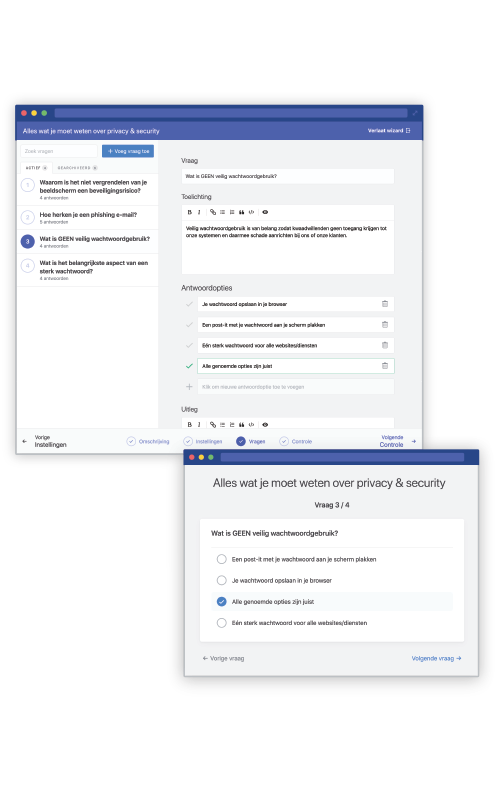 Alles wat je moet weten over privacy & security
Verlaat wizard
Zoek vragen
+ Voeg vraag toe
ACTIEF
GEARCHIVEERD
1
Waarom is het niet vergrendelen van je
beeldscherm een beveiligingsrisico?
4 antwoorden
2
Hoe herken je een phishing e-mail?
5 antwoorden
3
Wat is GEEN veilig wachtwoordgebruik?
4 antwoorden
4
Wat is het belangrijkste aspect van een
sterk wachtwoord?
4 antwoorden
Vraag
Wat is GEEN veilig wachtwoordgebruik?
Toelichting
B I
Veilig wachtwoordgebruik is van belang zodat kwaadwillenden geen toegang krijgen tot
onze systemen en daarmee schade aanrichten bij ons of onze klanten.
Antwoordopties
Je wachtwoord opslaan in je browser
Een post-it met je wachtwoord aan je scherm plakken
Eén sterk wachtwoord voor alle websites/diensten
Alle genoemde opties zijn juist
Klik om nieuwe antwoordoptie toe te voegen
Uitleg
B I
← Vorige
Instellingen
Omschrijving
Instellingen
Vragen
Controle
Volgende →
Controle
Alles wat je moet weten over privacy & security
Vraag 3 / 4
Wat is GEEN veilig wachtwoordgebruik?
Een post-it met je wachtwoord aan je scherm plakken
Je wachtwoord opslaan in je browser
Alle genoemde opties zijn juist
Eén sterk wachtwoord voor alle websites/diensten
← Vorige vraag
Volgende vraag →